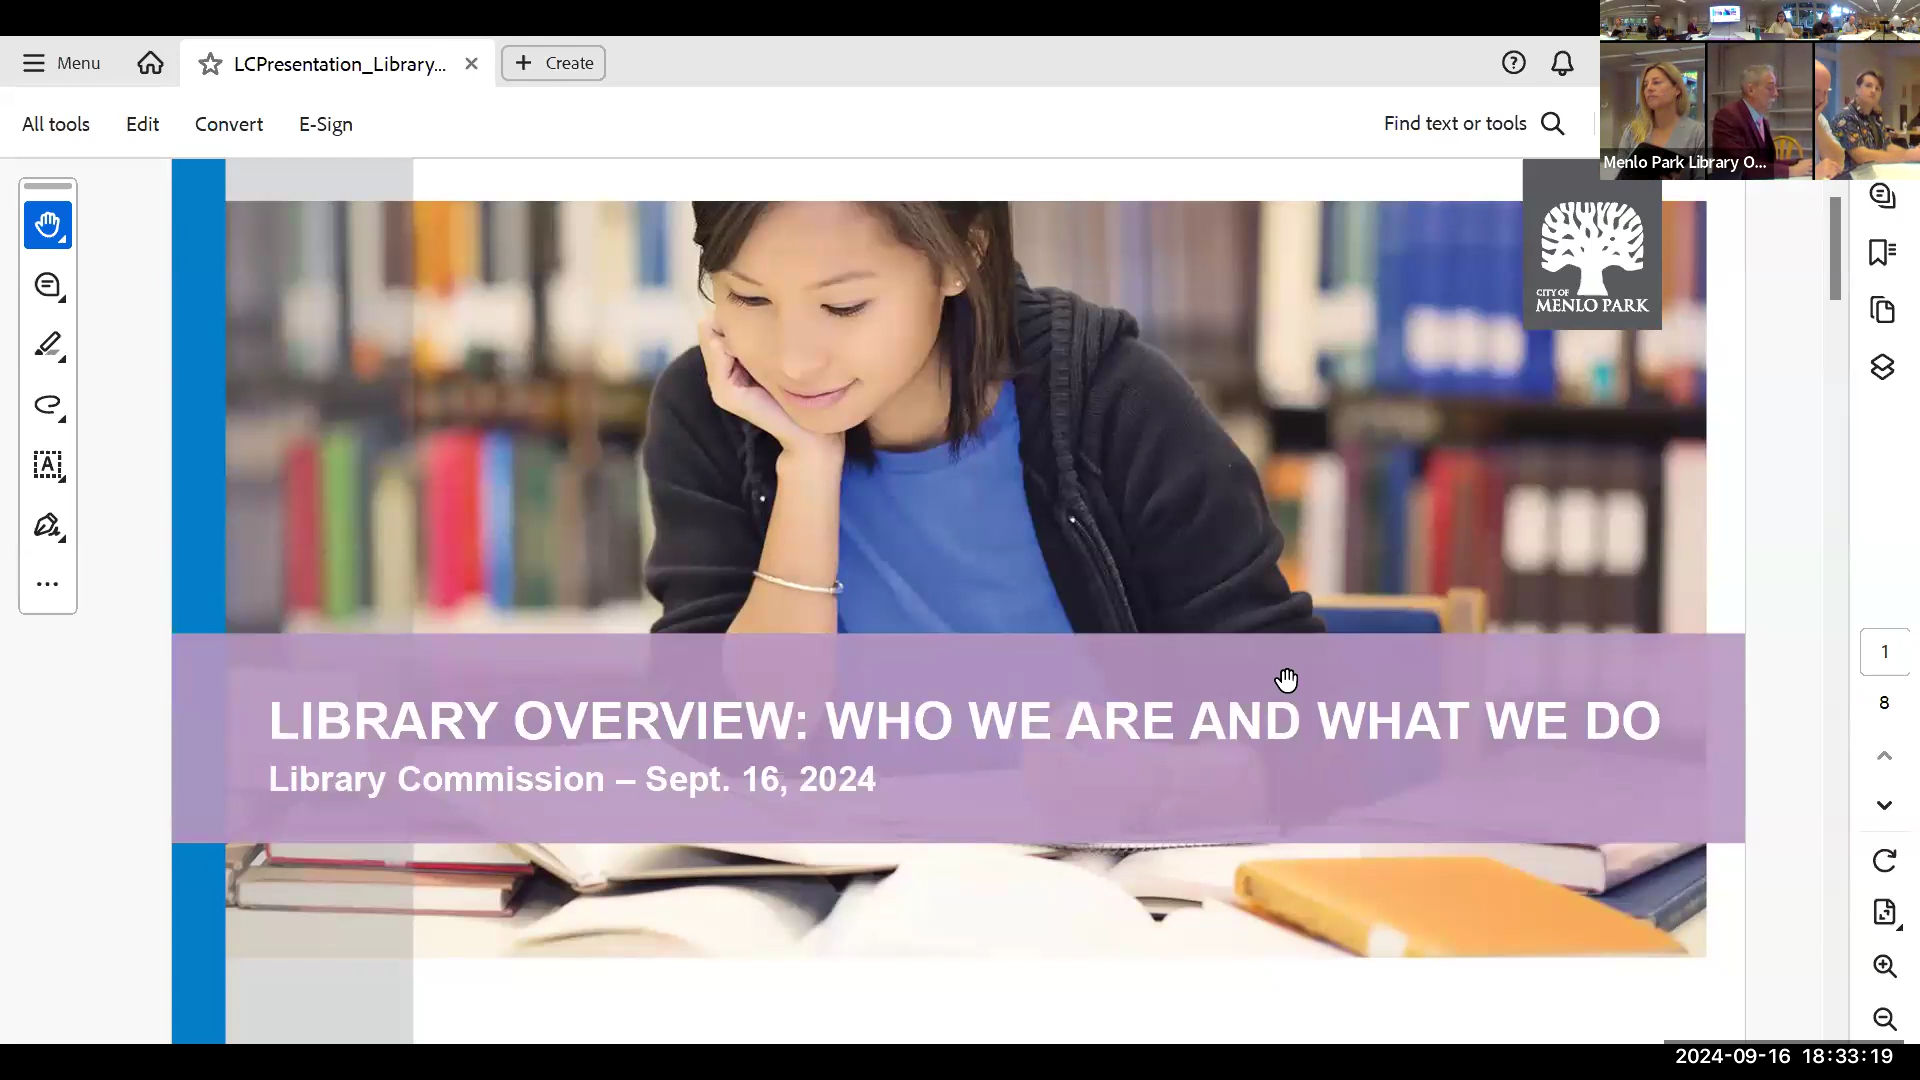 Menu
LCPresentation_Library...
Create
All tools
Edit
Convert
E-Sign
Find text or tools
Menlo Park Library O...
CITY OF
MENLO PARK
LIBRARY OVERVIEW: WHO WE ARE AND WHAT WE DO
Library Commission – Sept. 16, 2024
1
8
2024-09-16 18:33:19